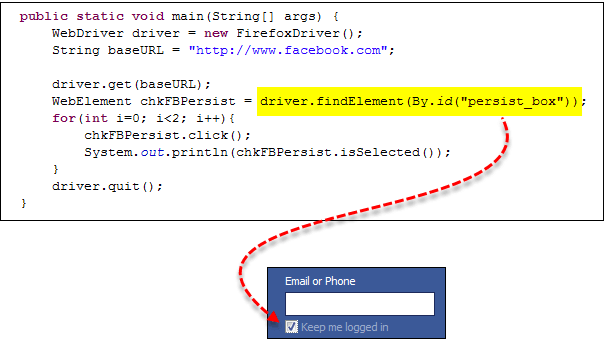 public static void main(String[] args) {
WebDriver driver = new FirefoxDriver();
String baseURL = "http://www.facebook.com";
driver.get(baseURL);
WebElement chkFBPersist = driver.findElement(By.id("persist_box"));
for(int i=0; i<2; i++){
chkFBPersist.click();
System.out.println(chkFBPersist.isSelected());
}
driver.quit();
}
Email or Phone
Keep me logged in